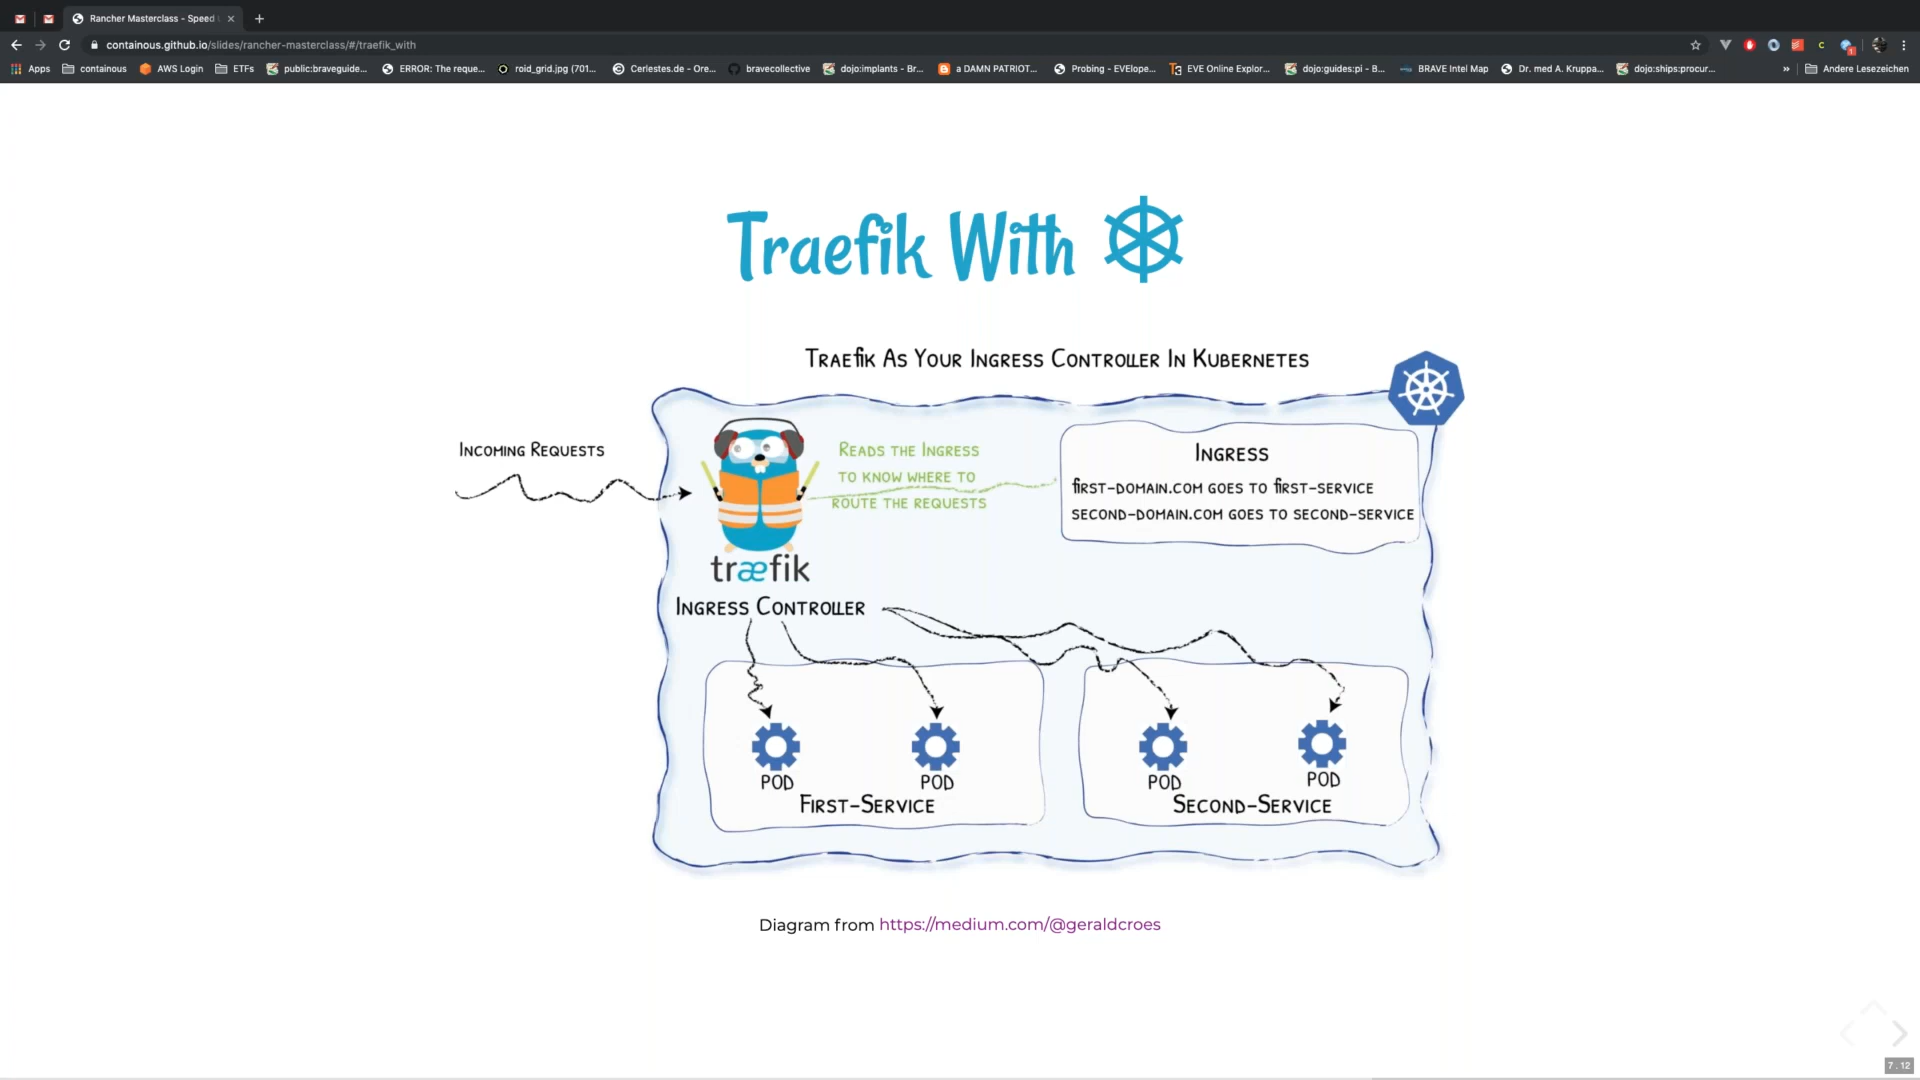 Rancher Masterclass - Speed
containous.github.io/slides/rancher-masterclass/#/traefik_with
Apps
containous
AWS Login
ETFs
public:braveguide...
ERROR: The reque...
roid_grid.jpg (701...
Cerlestes.de - Ore...
bravecollective
dojo:implants - Br...
a DAMN PATRIOT...
Probing - EVElope...
EVE Online Explor...
dojo:guides:pi - B...
BRAVE Intel Map
Dr. med A. Kruppa...
dojo:ships:procur...
»
Andere Lesezeichen
Traefik With
Traefik As Your Ingress Controller In Kubernetes
Incoming Requests
Reads the Ingress
to know where to
route the requests
Ingress
first-domain.com goes to first-service
second-domain.com goes to second-service
træfik
Ingress Controller
POD
POD
First-Service
POD
POD
Second-Service
Diagram from https://medium.com/@geraldcroes
7.12